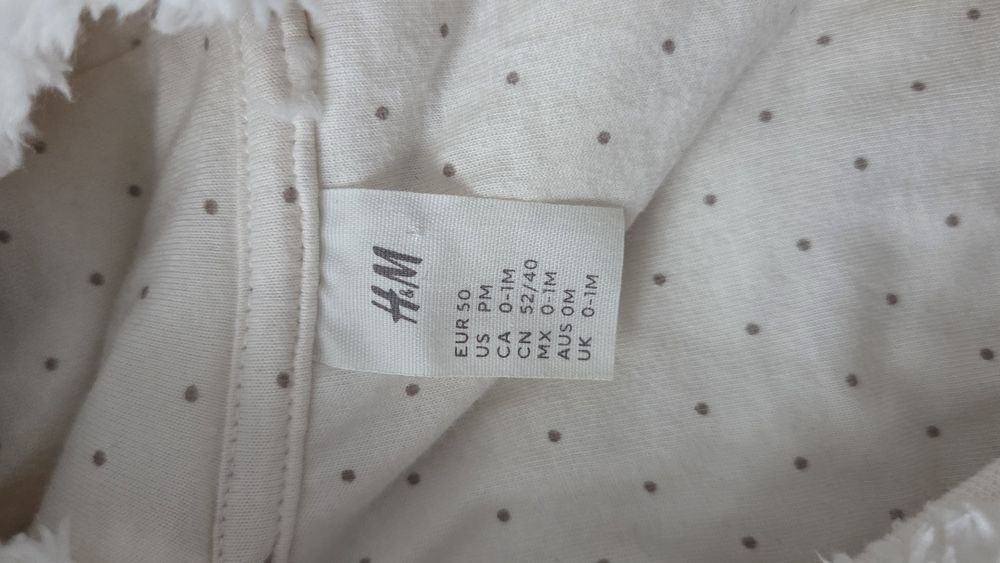 H&M
EUR 50
US PM
CA 0-1M
CN 52/40
MX 0-1M
AUS 0M
UK 0-1M